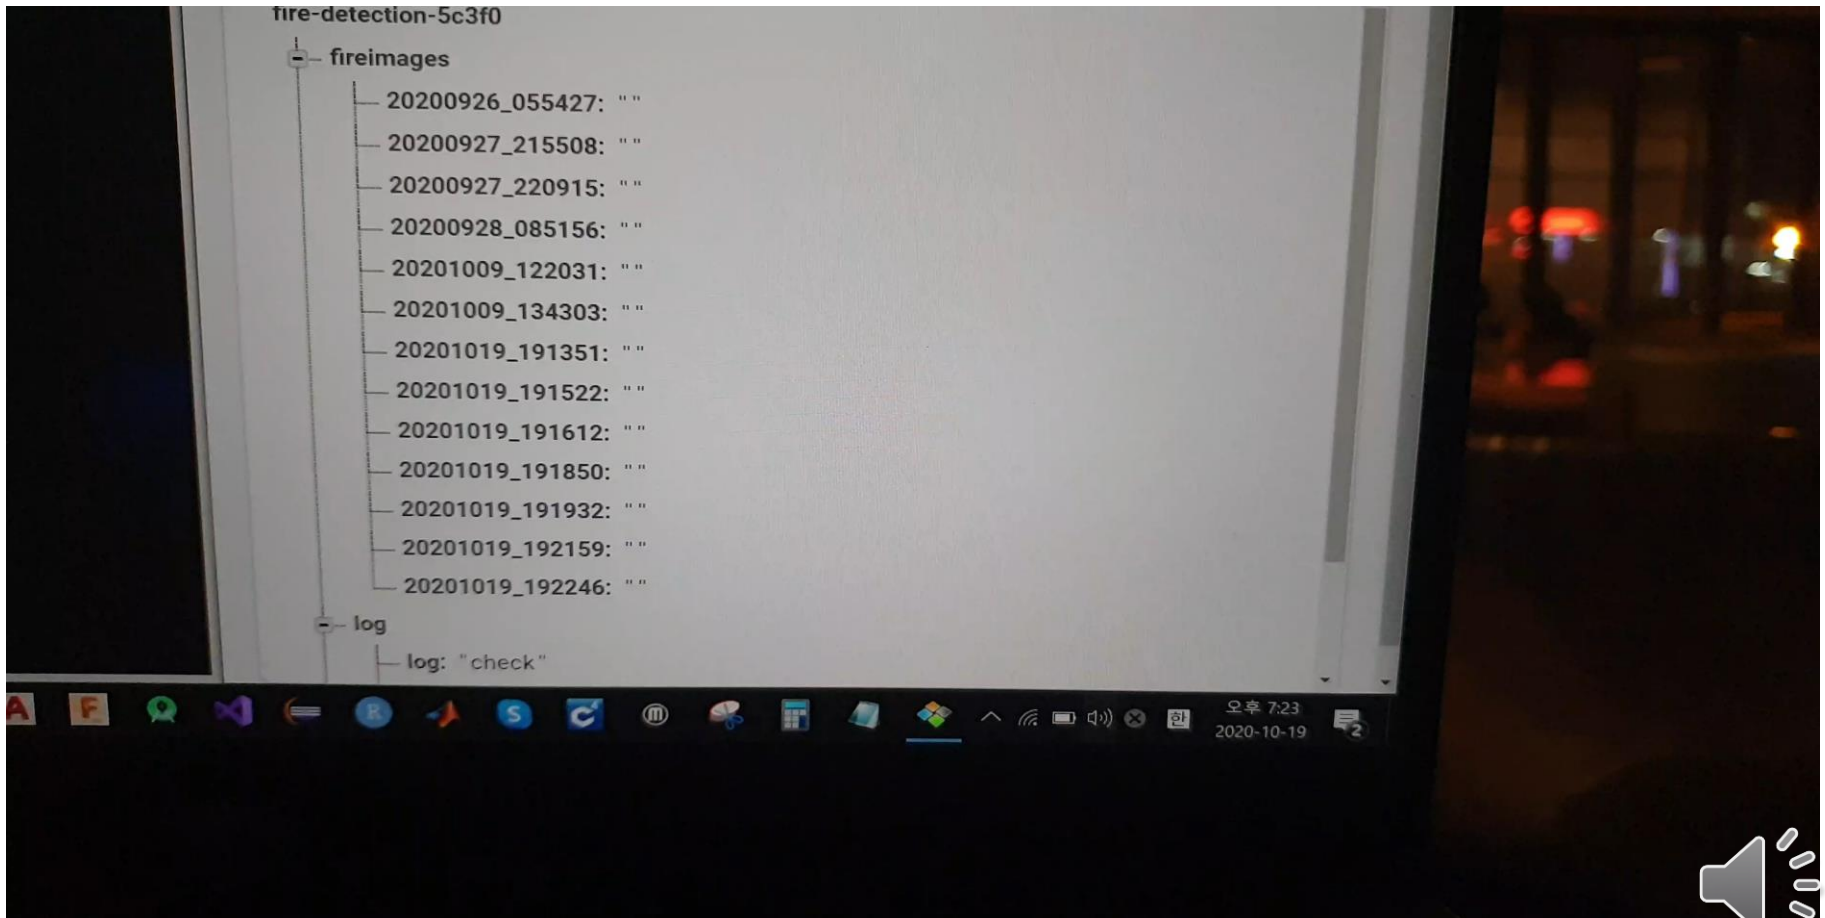 fire-detection-5c3f0
fireimages
20200926_055427: ""
20200927_215508: ""
20200927_220915: ""
20200928_085156: ""
20201009_122031: ""
20201009_134303: ""
20201019_191351: ""
20201019_191522: ""
20201019_191612: ""
20201019_191850: ""
20201019_191932: ""
20201019_192159: ""
20201019_192246: ""
log
log: "check"
A F R S C m 한 오후 7:23
2020-10-19 2